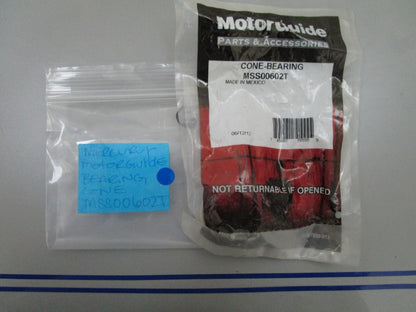 MotorGuide
PARTS & ACCESSORIES
CONE-BEARING
MSS00602T
MADE IN MEXICO
NOT RETURNABLE IF OPENED
MERCURY
MOTORGUIDE
BEARING,
CONE
MSS00602T